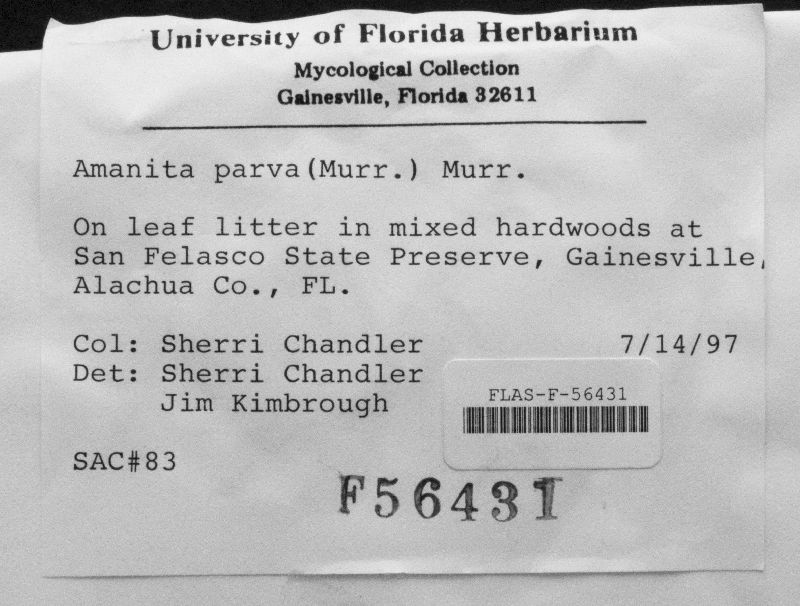 University of Florida Herbarium
Mycological Collection
Gainesville, Florida 32611
Amanita parva(Murr.) Murr.
On leaf litter in mixed hardwoods at
San Felasco State Preserve, Gainesville,
Alachua Co., FL.
Col: Sherri Chandler 7/14/97
Det: Sherri Chandler
Jim Kimbrough
FLAS-F-56431
SAC#83
F56431